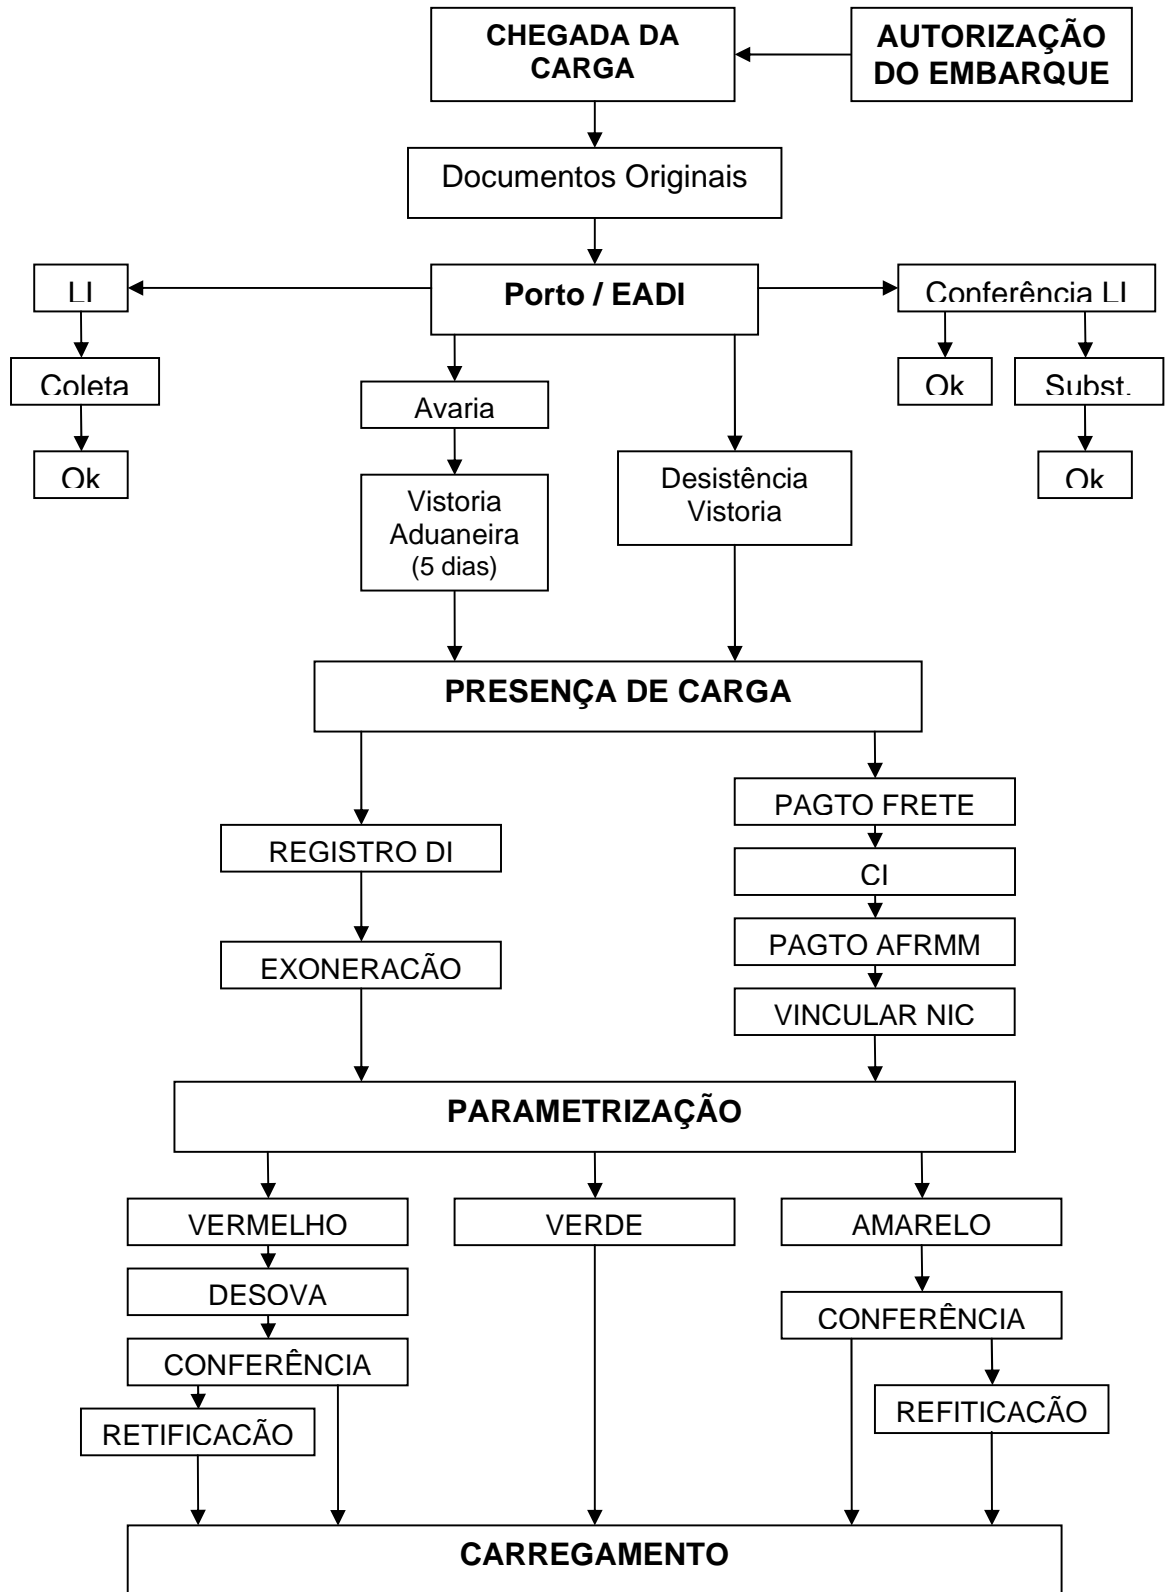 CHEGADA DA
CARGA
AUTORIZAÇÃO
DO EMBARQUE
Documentos Originais
LI
Porto / EADI
Conferência LI
Coleta
Avaria
Ok
Subst.
Ok
Vistoria
Aduaneira
(5 dias)
Desistência
Vistoria
Ok
PRESENÇA DE CARGA
PAGTO FRETE
REGISTRO DI
CI
PAGTO AFRMM
EXONERACÃO
VINCULAR NIC
PARAMETRIZAÇÃO
VERMELHO
VERDE
AMARELO
DESOVA
CONFERÊNCIA
CONFERÊNCIA
RETIFICACÃO
REFITICACÃO
CARREGAMENTO